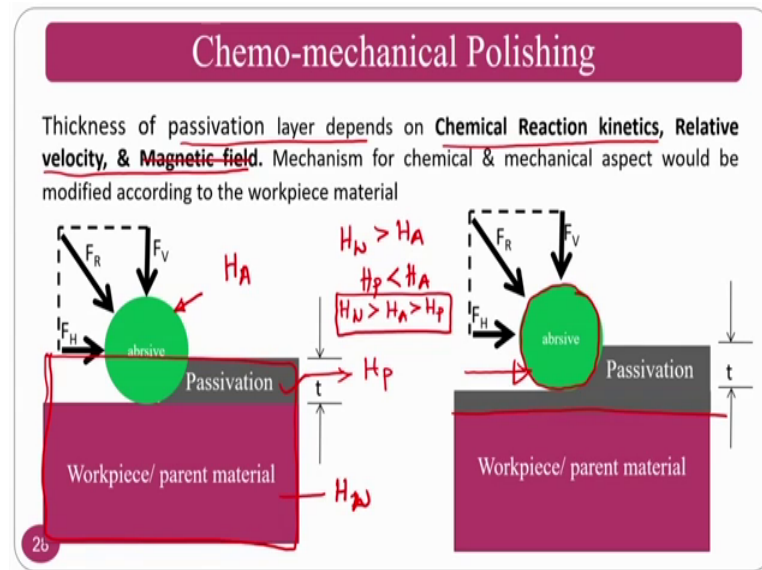 Chemo-mechanical Polishing
Thickness of passivation layer depends on Chemical Reaction kinetics, Relative
velocity, & Magnetic field. Mechanism for chemical & mechanical aspect would be
modified according to the workpiece material
F_R
F_V
H_A
F_H
abrsive
Passivation
t
Workpiece/ parent material
H_W > H_A
H_P < H_A
H_W > H_A > H_P
H_P
H_W
F_R
F_V
F_H
abrsive
Passivation
t
Workpiece/ parent material
26